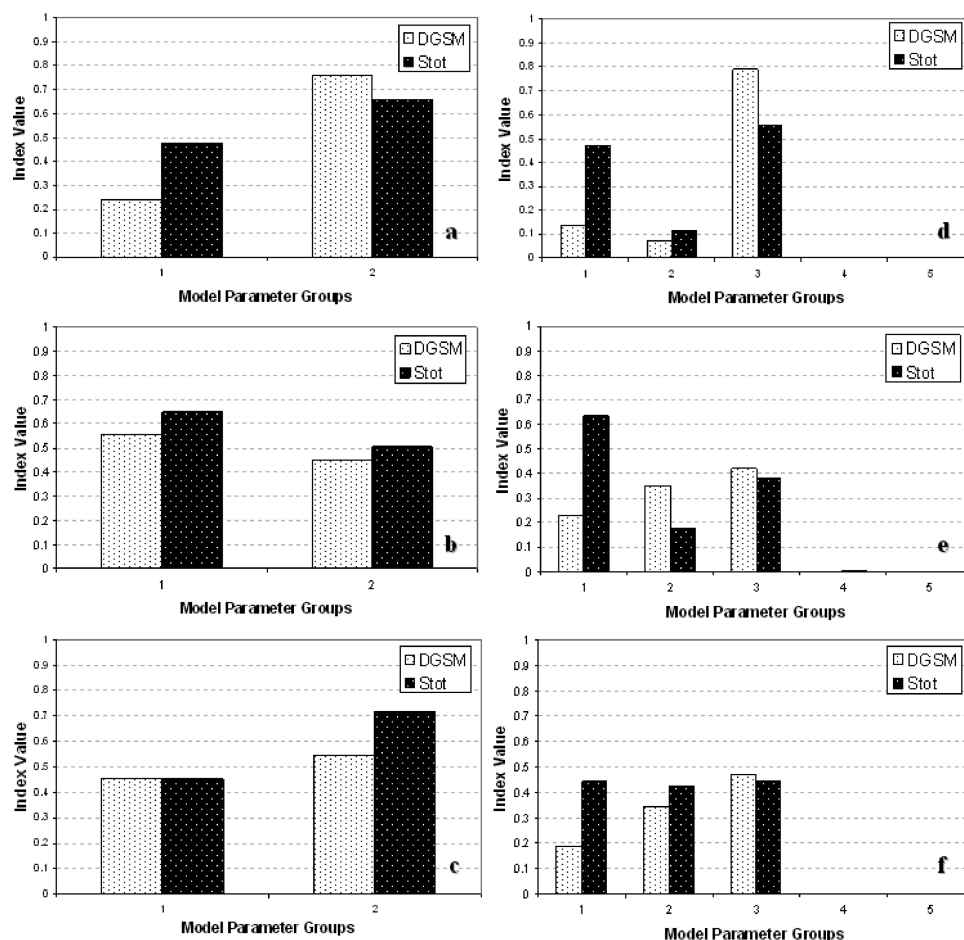 Index Value
1
0.9
0.8
0.7
0.6
0.5
0.4
0.3
0.2
0.1
0
DGSM
Stot
a
1
2
Model Parameter Groups
Index Value
1
0.9
0.8
0.7
0.6
0.5
0.4
0.3
0.2
0.1
0
DGSM
Stot
d
1
2
3
4
5
Model Parameter Groups
Index Value
1
0.9
0.8
0.7
0.6
0.5
0.4
0.3
0.2
0.1
0
DGSM
Stot
b
1
2
Model Parameter Groups
Index Value
1
0.9
0.8
0.7
0.6
0.5
0.4
0.3
0.2
0.1
0
DGSM
Stot
e
1
2
3
4
5
Model Parameter Groups
Index Value
1
0.9
0.8
0.7
0.6
0.5
0.4
0.3
0.2
0.1
0
DGSM
Stot
c
1
2
Model Parameter Groups
Index Value
1
0.9
0.8
0.7
0.6
0.5
0.4
0.3
0.2
0.1
0
DGSM
Stot
f
1
2
3
4
5
Model Parameter Groups